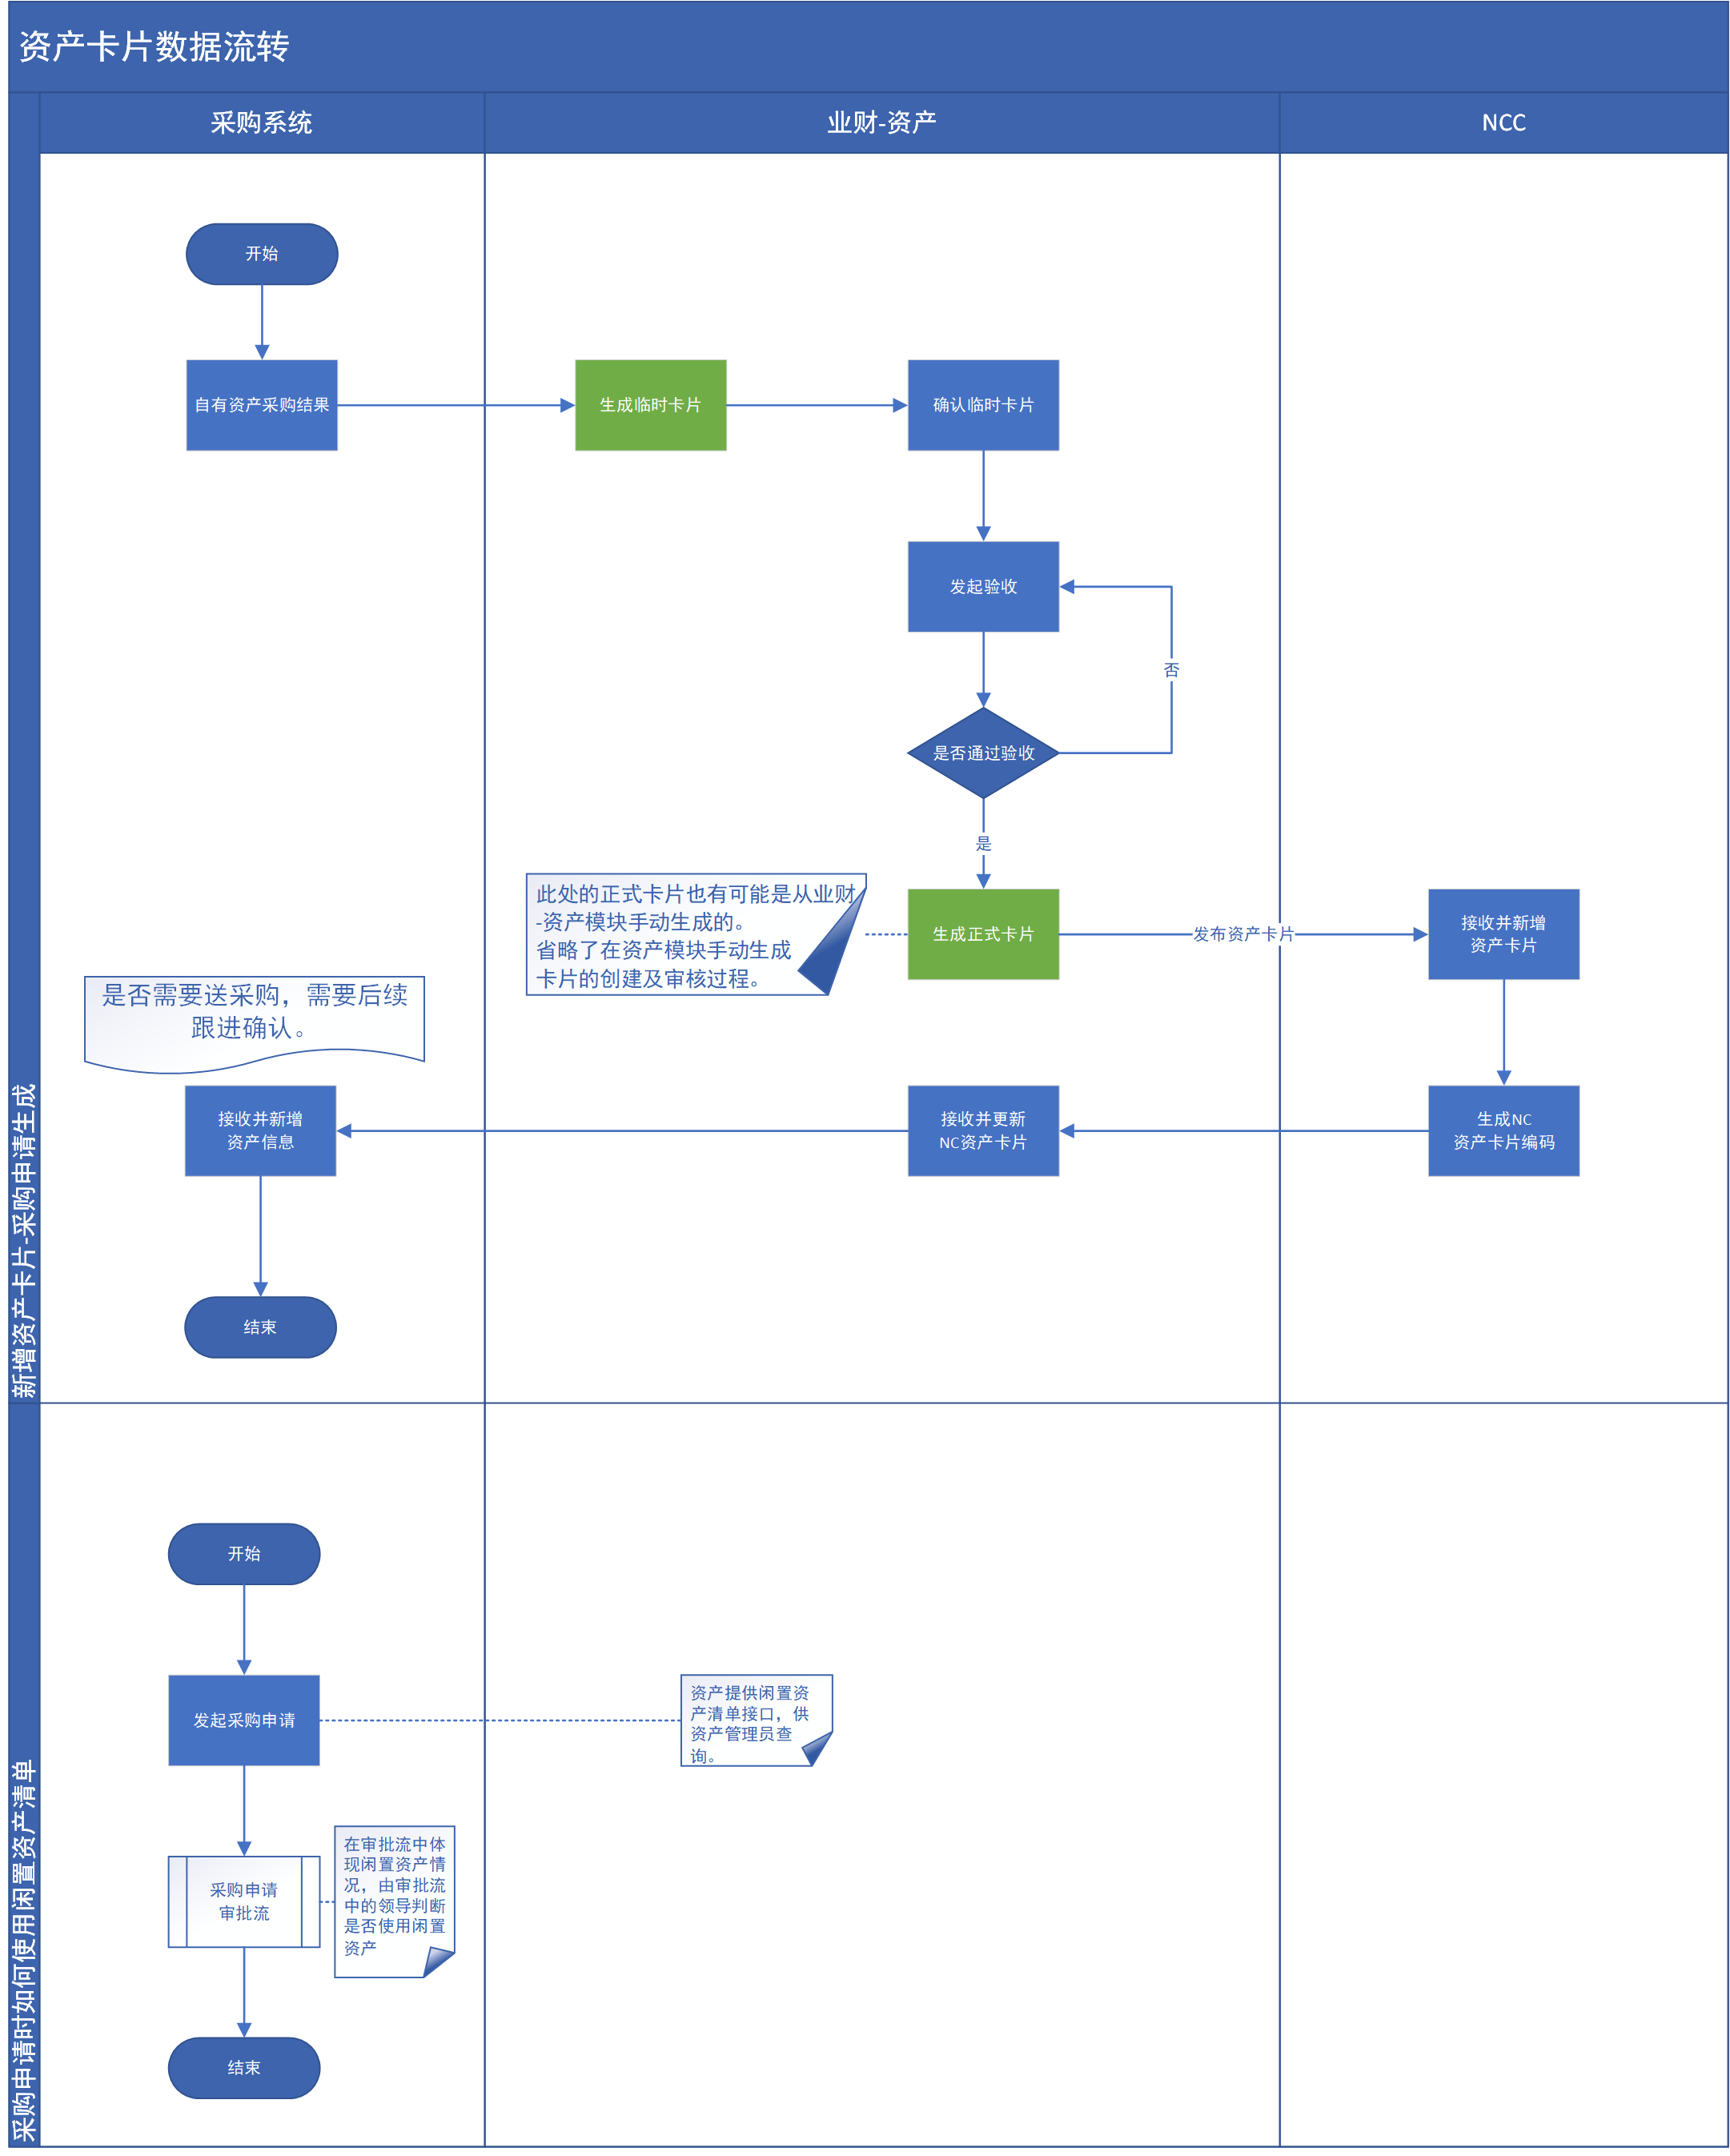 资产卡片数据流转
采购系统
业财-资产
NCC
新增资产卡片-采购申请生成
开始
自有资产采购结果
生成临时卡片
确认临时卡片
发起验收
否
是否通过验收
是
此处的正式卡片也有可能是从业财
-资产模块手动生成的。
省略了在资产模块手动生成
卡片的创建及审核过程。
生成正式卡片
发布资产卡片
接收并新增
资产卡片
是否需要送采购，需要后续
跟进确认。
接收并新增
资产信息
接收并更新
NC资产卡片
生成NC
资产卡片编码
结束
采购申请时如何使用闲置资产清单
开始
发起采购申请
资产提供闲置资
产清单接口，供
资产管理员查
询。
采购申请
审批流
在审批流中体
现闲置资产情
况，由审批流
中的领导判断
是否使用闲置
资产
结束